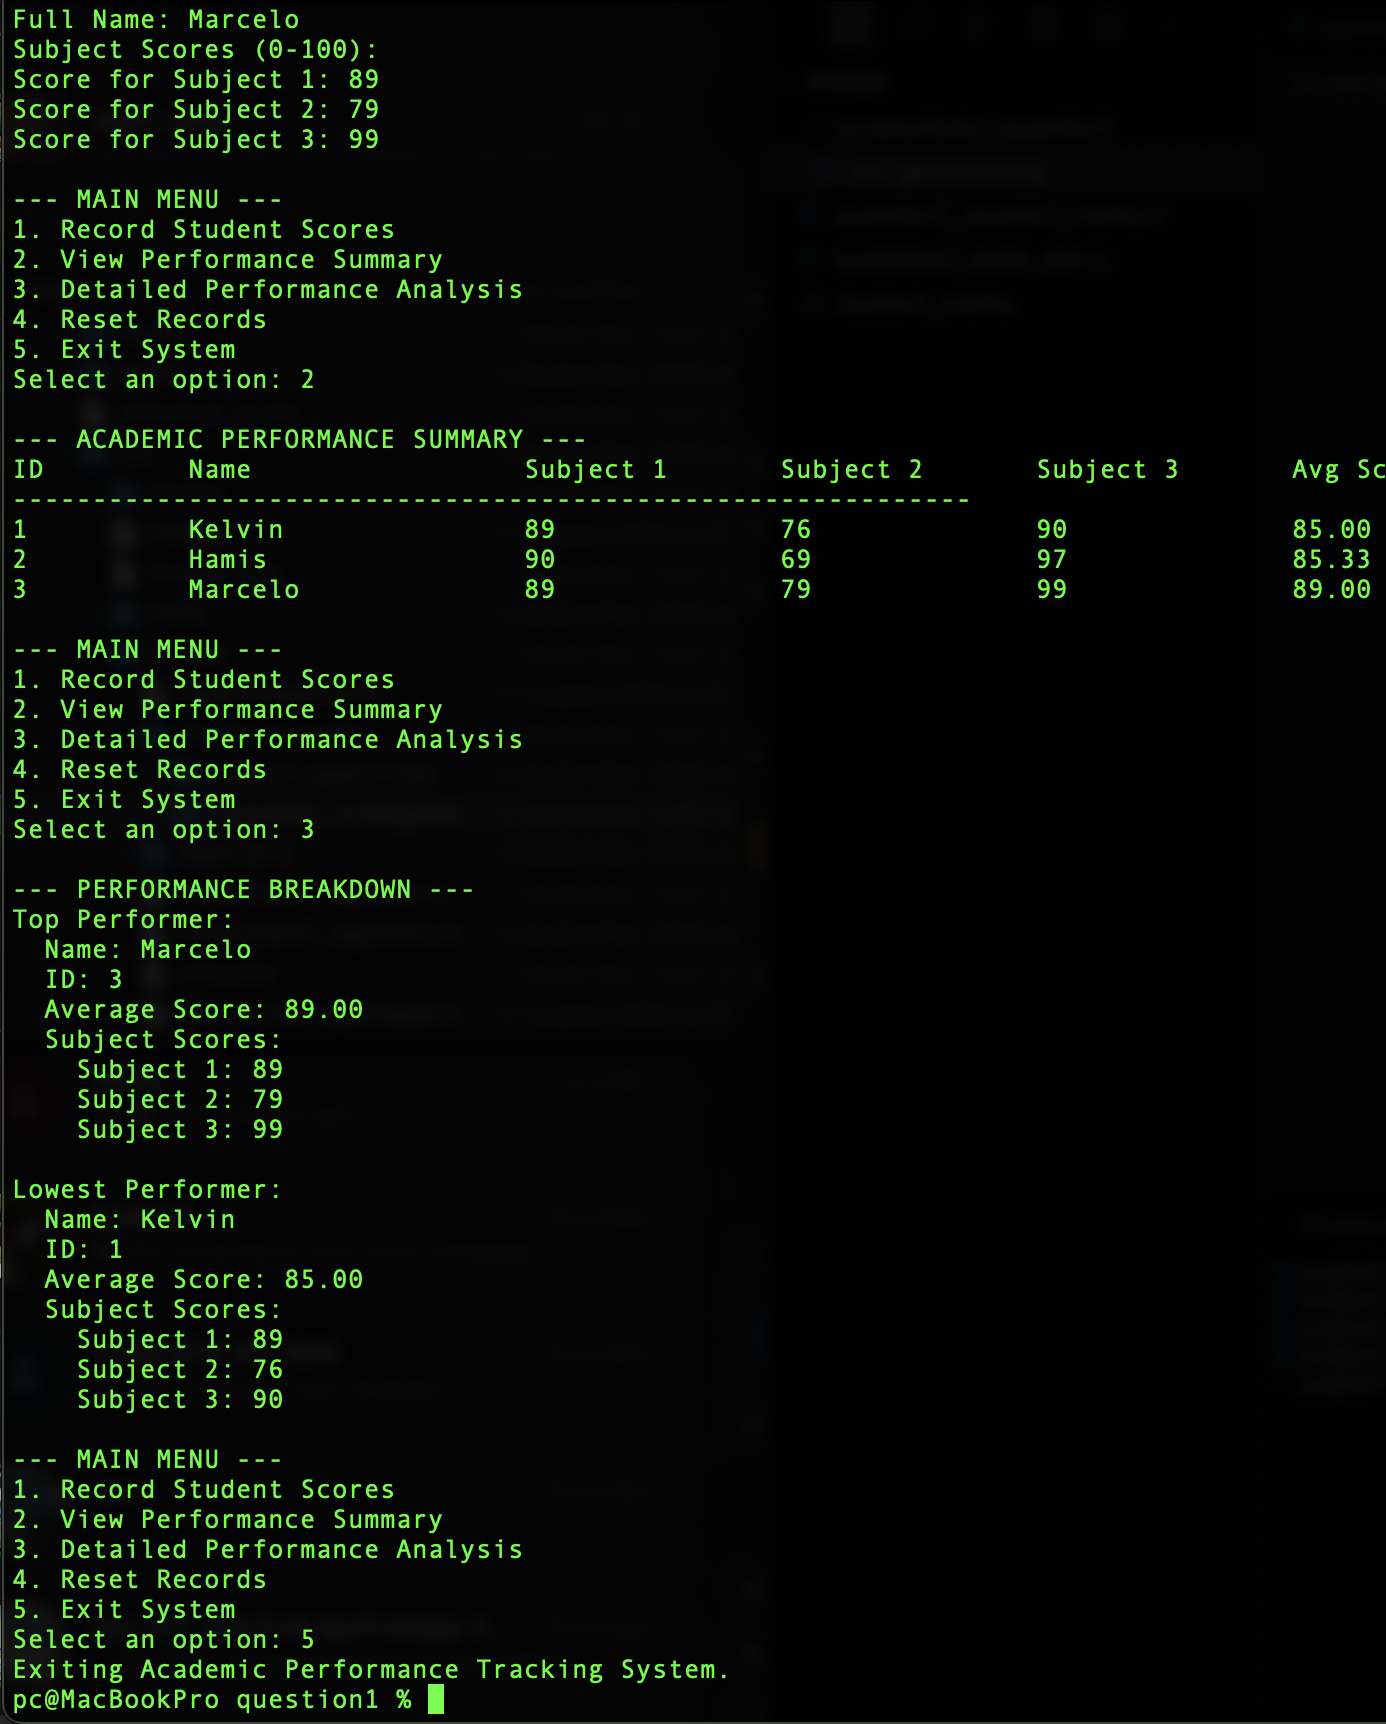 Full Name: Marcelo
Subject Scores (0-100):
Score for Subject 1: 89
Score for Subject 2: 79
Score for Subject 3: 99
--- MAIN MENU ---
1. Record Student Scores
2. View Performance Summary
3. Detailed Performance Analysis
4. Reset Records
5. Exit System
Select an option: 2
--- ACADEMIC PERFORMANCE SUMMARY ---
ID Name Subject 1 Subject 2 Subject 3 Avg Sc
------------------------------------------------------------
1 Kelvin 89 76 90 85.00
2 Hamis 90 69 97 85.33
3 Marcelo 89 79 99 89.00
--- MAIN MENU ---
1. Record Student Scores
2. View Performance Summary
3. Detailed Performance Analysis
4. Reset Records
5. Exit System
Select an option: 3
--- PERFORMANCE BREAKDOWN ---
Top Performer:
  Name: Marcelo
  ID: 3
  Average Score: 89.00
  Subject Scores:
    Subject 1: 89
    Subject 2: 79
    Subject 3: 99
Lowest Performer:
  Name: Kelvin
  ID: 1
  Average Score: 85.00
  Subject Scores:
    Subject 1: 89
    Subject 2: 76
    Subject 3: 90
--- MAIN MENU ---
1. Record Student Scores
2. View Performance Summary
3. Detailed Performance Analysis
4. Reset Records
5. Exit System
Select an option: 5
Exiting Academic Performance Tracking System.
pc@MacBookPro question1 %